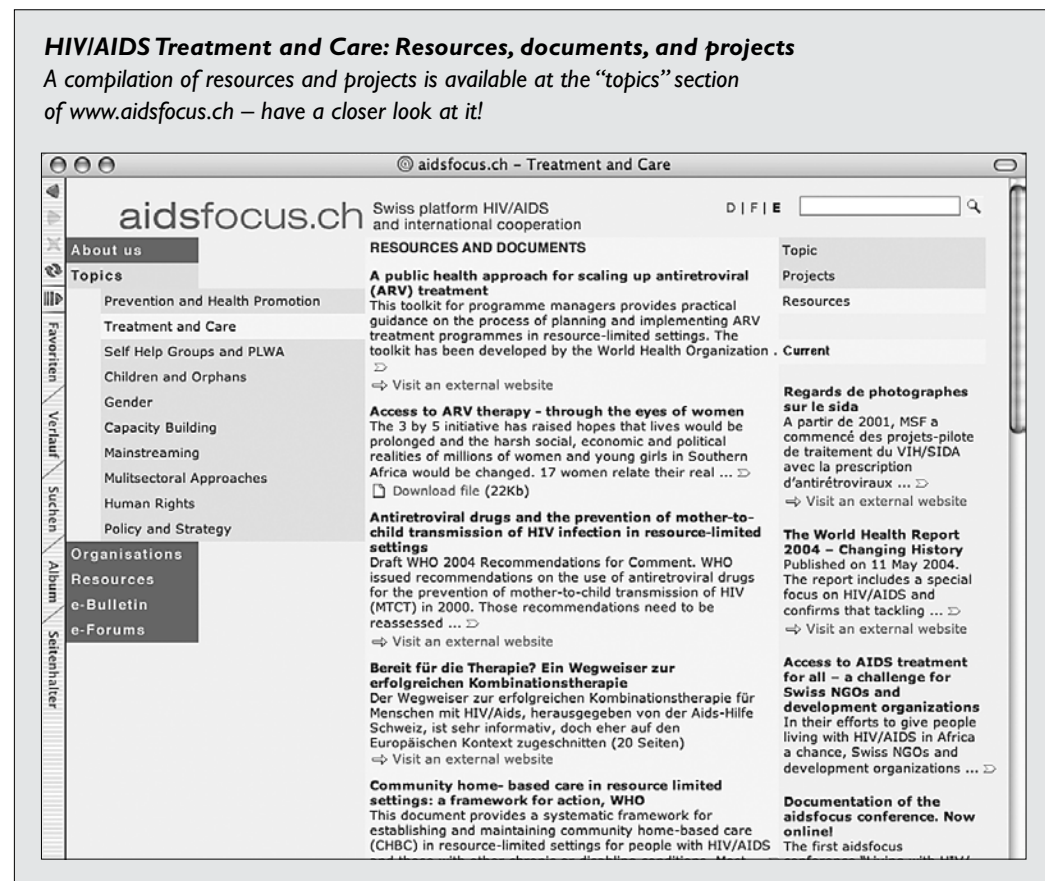 HIV/AIDS Treatment and Care: Resources, documents, and projects
A compilation of resources and projects is available at the “topics” section
of www.aidsfocus.ch – have a closer look at it!
aidsfocus.ch – Treatment and Care
aidsfocus.ch
Swiss platform HIV/AIDS
and international cooperation
D | F | E
Favoriten
Verlauf
Suchen
Album
Seitenhalter
About us
Topics
Prevention and Health Promotion
Treatment and Care
Self Help Groups and PLWA
Children and Orphans
Gender
Capacity Building
Mainstreaming
Mulitsectoral Approaches
Human Rights
Policy and Strategy
Organisations
Resources
e-Bulletin
e-Forums
RESOURCES AND DOCUMENTS
A public health approach for scaling up antiretroviral
(ARV) treatment
This toolkit for programme managers provides practical
guidance on the process of planning and implementing ARV
treatment programmes in resource-limited settings. The
toolkit has been developed by the World Health Organization .
⇨ Visit an external website
Access to ARV therapy - through the eyes of women
The 3 by 5 initiative has raised hopes that lives would be
prolonged and the harsh social, economic and political
realities of millions of women and young girls in Southern
Africa would be changed. 17 women relate their real ...
Download file (22Kb)
Antiretroviral drugs and the prevention of mother-to-
child transmission of HIV infection in resource-limited
settings
Draft WHO 2004 Recommendations for Comment. WHO
issued recommendations on the use of antiretroviral drugs
for the prevention of mother-to-child transmission of HIV
(MTCT) in 2000. Those recommendations need to be
reassessed ...
⇨ Visit an external website
Bereit für die Therapie? Ein Wegweiser zur
erfolgreichen Kombinationstherapie
Der Wegweiser zur erfolgreichen Kombinationstherapie für
Menschen mit HIV/Aids, herausgegeben von der Aids-Hilfe
Schweiz, ist sehr informativ, doch eher auf den
Europäischen Kontext zugeschnitten (20 Seiten)
⇨ Visit an external website
Community home- based care in resource limited
settings: a framework for action, WHO
This document provides a systematic framework for
establishing and maintaining community home-based care
(CHBC) in resource-limited settings for people with HIV/AIDS
Topic
Projects
Resources
Current
Regards de photographes
sur le sida
A partir de 2001, MSF a
commencé des projets-pilote
de traitement du VIH/SIDA
avec la prescription
d’antirétroviraux ...
⇨ Visit an external website
The World Health Report
2004 – Changing History
Published on 11 May 2004.
The report includes a special
focus on HIV/AIDS and
confirms that tackling ...
⇨ Visit an external website
Access to AIDS treatment
for all – a challenge for
Swiss NGOs and
development organizations
In their efforts to give people
living with HIV/AIDS in Africa
a chance, Swiss NGOs and
development organizations ...
Documentation of the
aidsfocus conference. Now
online!
The first aidsfocus